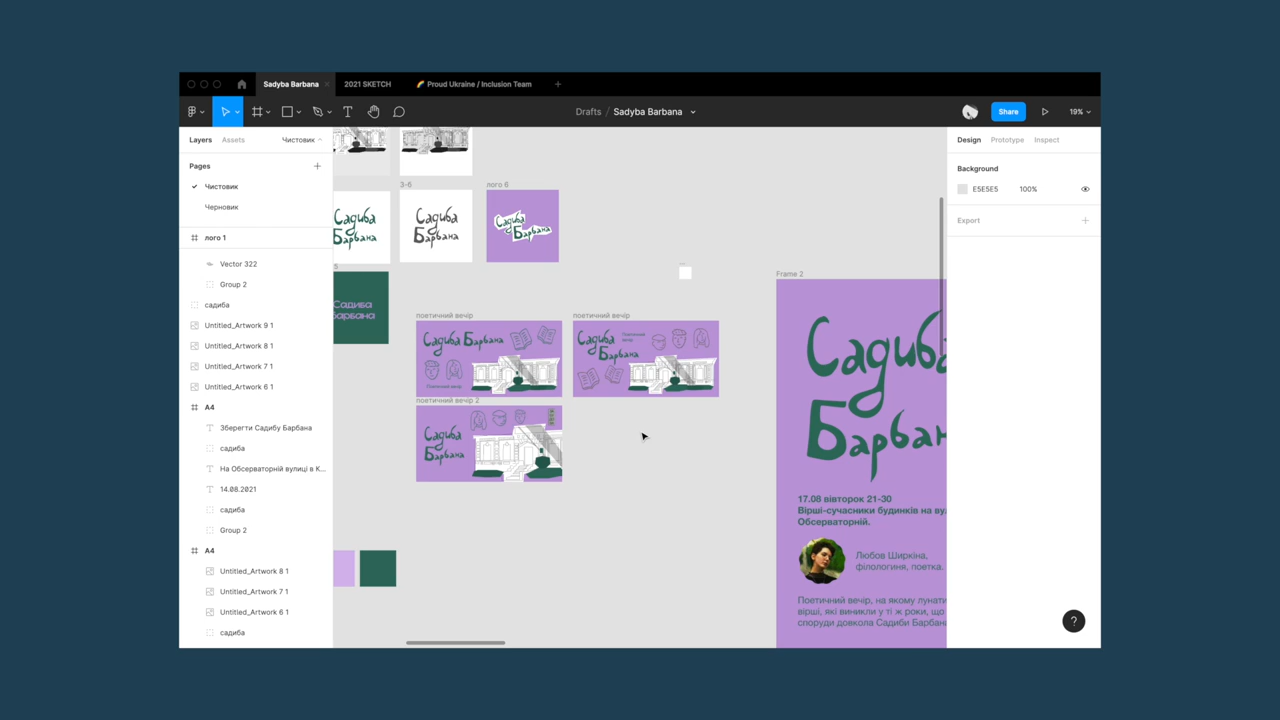 Sadyba Barbana
2021 SKETCH
🌈 Proud Ukraine / Inclusion Team
Drafts / Sadyba Barbana
Share
19%
Layers
Assets
Чистовик
Pages
Чистовик
Черновик
лого 1
Vector 322
Group 2
садиба
Untitled_Artwork 9 1
Untitled_Artwork 8 1
Untitled_Artwork 7 1
Untitled_Artwork 6 1
A4
Зберегти Садибу Барбана
садиба
На Обсерваторній вулиці в К...
14.08.2021
садиба
Group 2
A4
Untitled_Artwork 8 1
Untitled_Artwork 7 1
Untitled_Artwork 6 1
садиба
Садиба
Барбана
3-б
Садиба
Барбана
лого 6
Садиба
Барбана
5
Садиба
Барбана
поетичний вечір
Садиба Барбана
Поетичний вечір
поетичний вечір
Садиба
Барбана
Поетичний
вечір
поетичний вечір 2
Садиба
Барбана
Frame 2
Садиба
Барбан
17.08 вівторок 21-30
Вірші-сучасники будинків на вул
Обсерваторній.
Любов Ширкіна,
філологиня, поетка.
Поетичний вечір, на якому лунати
вірші, які виникли у ті ж роки, що
споруди довкола Садиби Барбана
Design
Prototype
Inspect
Background
E5E5E5
100%
Export
?